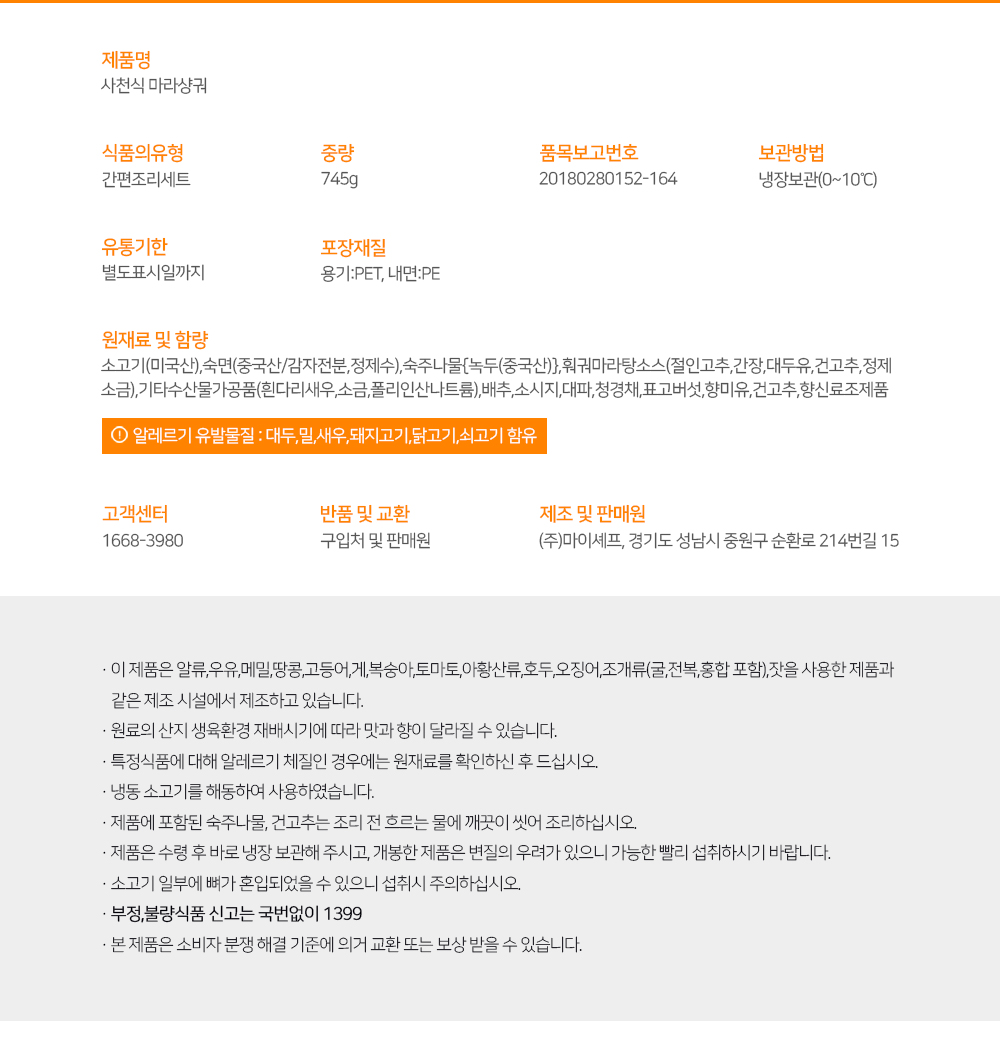 제품명
사천식 마라샹궈
식품의유형
간편조리세트
중량
745g
품목보고번호
20180280152-164
보관방법
냉장보관(0~10℃)
유통기한
별도표시일까지
포장재질
용기:PET, 내면:PE
원재료 및 함량
소고기(미국산),숙면(중국산/감자전분,정제수),숙주나물{녹두(중국산)},훠궈마라탕소스(절인고추,간장,대두유,건고추,정제
소금),기타수산물가공품(흰다리새우,소금,폴리인산나트륨),배추,소시지,대파,청경채,표고버섯,향미유,건고추,향신료조제품
알레르기 유발물질 : 대두,밀,새우,돼지고기,닭고기,쇠고기 함유
고객센터
1668-3980
반품 및 교환
구입처 및 판매원
제조 및 판매원
(주)마이셰프, 경기도 성남시 중원구 순환로 214번길 15
· 이 제품은 알류,우유,메밀,땅콩,고등어,게,복숭아,토마토,아황산류,호두,오징어,조개류(굴,전복,홍합 포함),잣을 사용한 제품과
같은 제조 시설에서 제조하고 있습니다.
· 원료의 산지 생육환경 재배시기에 따라 맛과 향이 달라질 수 있습니다.
· 특정식품에 대해 알레르기 체질인 경우에는 원재료를 확인하신 후 드십시오.
· 냉동 소고기를 해동하여 사용하였습니다.
· 제품에 포함된 숙주나물, 건고추는 조리 전 흐르는 물에 깨끗이 씻어 조리하십시오.
· 제품은 수령 후 바로 냉장 보관해 주시고, 개봉한 제품은 변질의 우려가 있으니 가능한 빨리 섭취하시기 바랍니다.
· 소고기 일부에 뼈가 혼입되었을 수 있으니 섭취시 주의하십시오.
· 부정,불량식품 신고는 국번없이 1399
· 본 제품은 소비자 분쟁 해결 기준에 의거 교환 또는 보상 받을 수 있습니다.